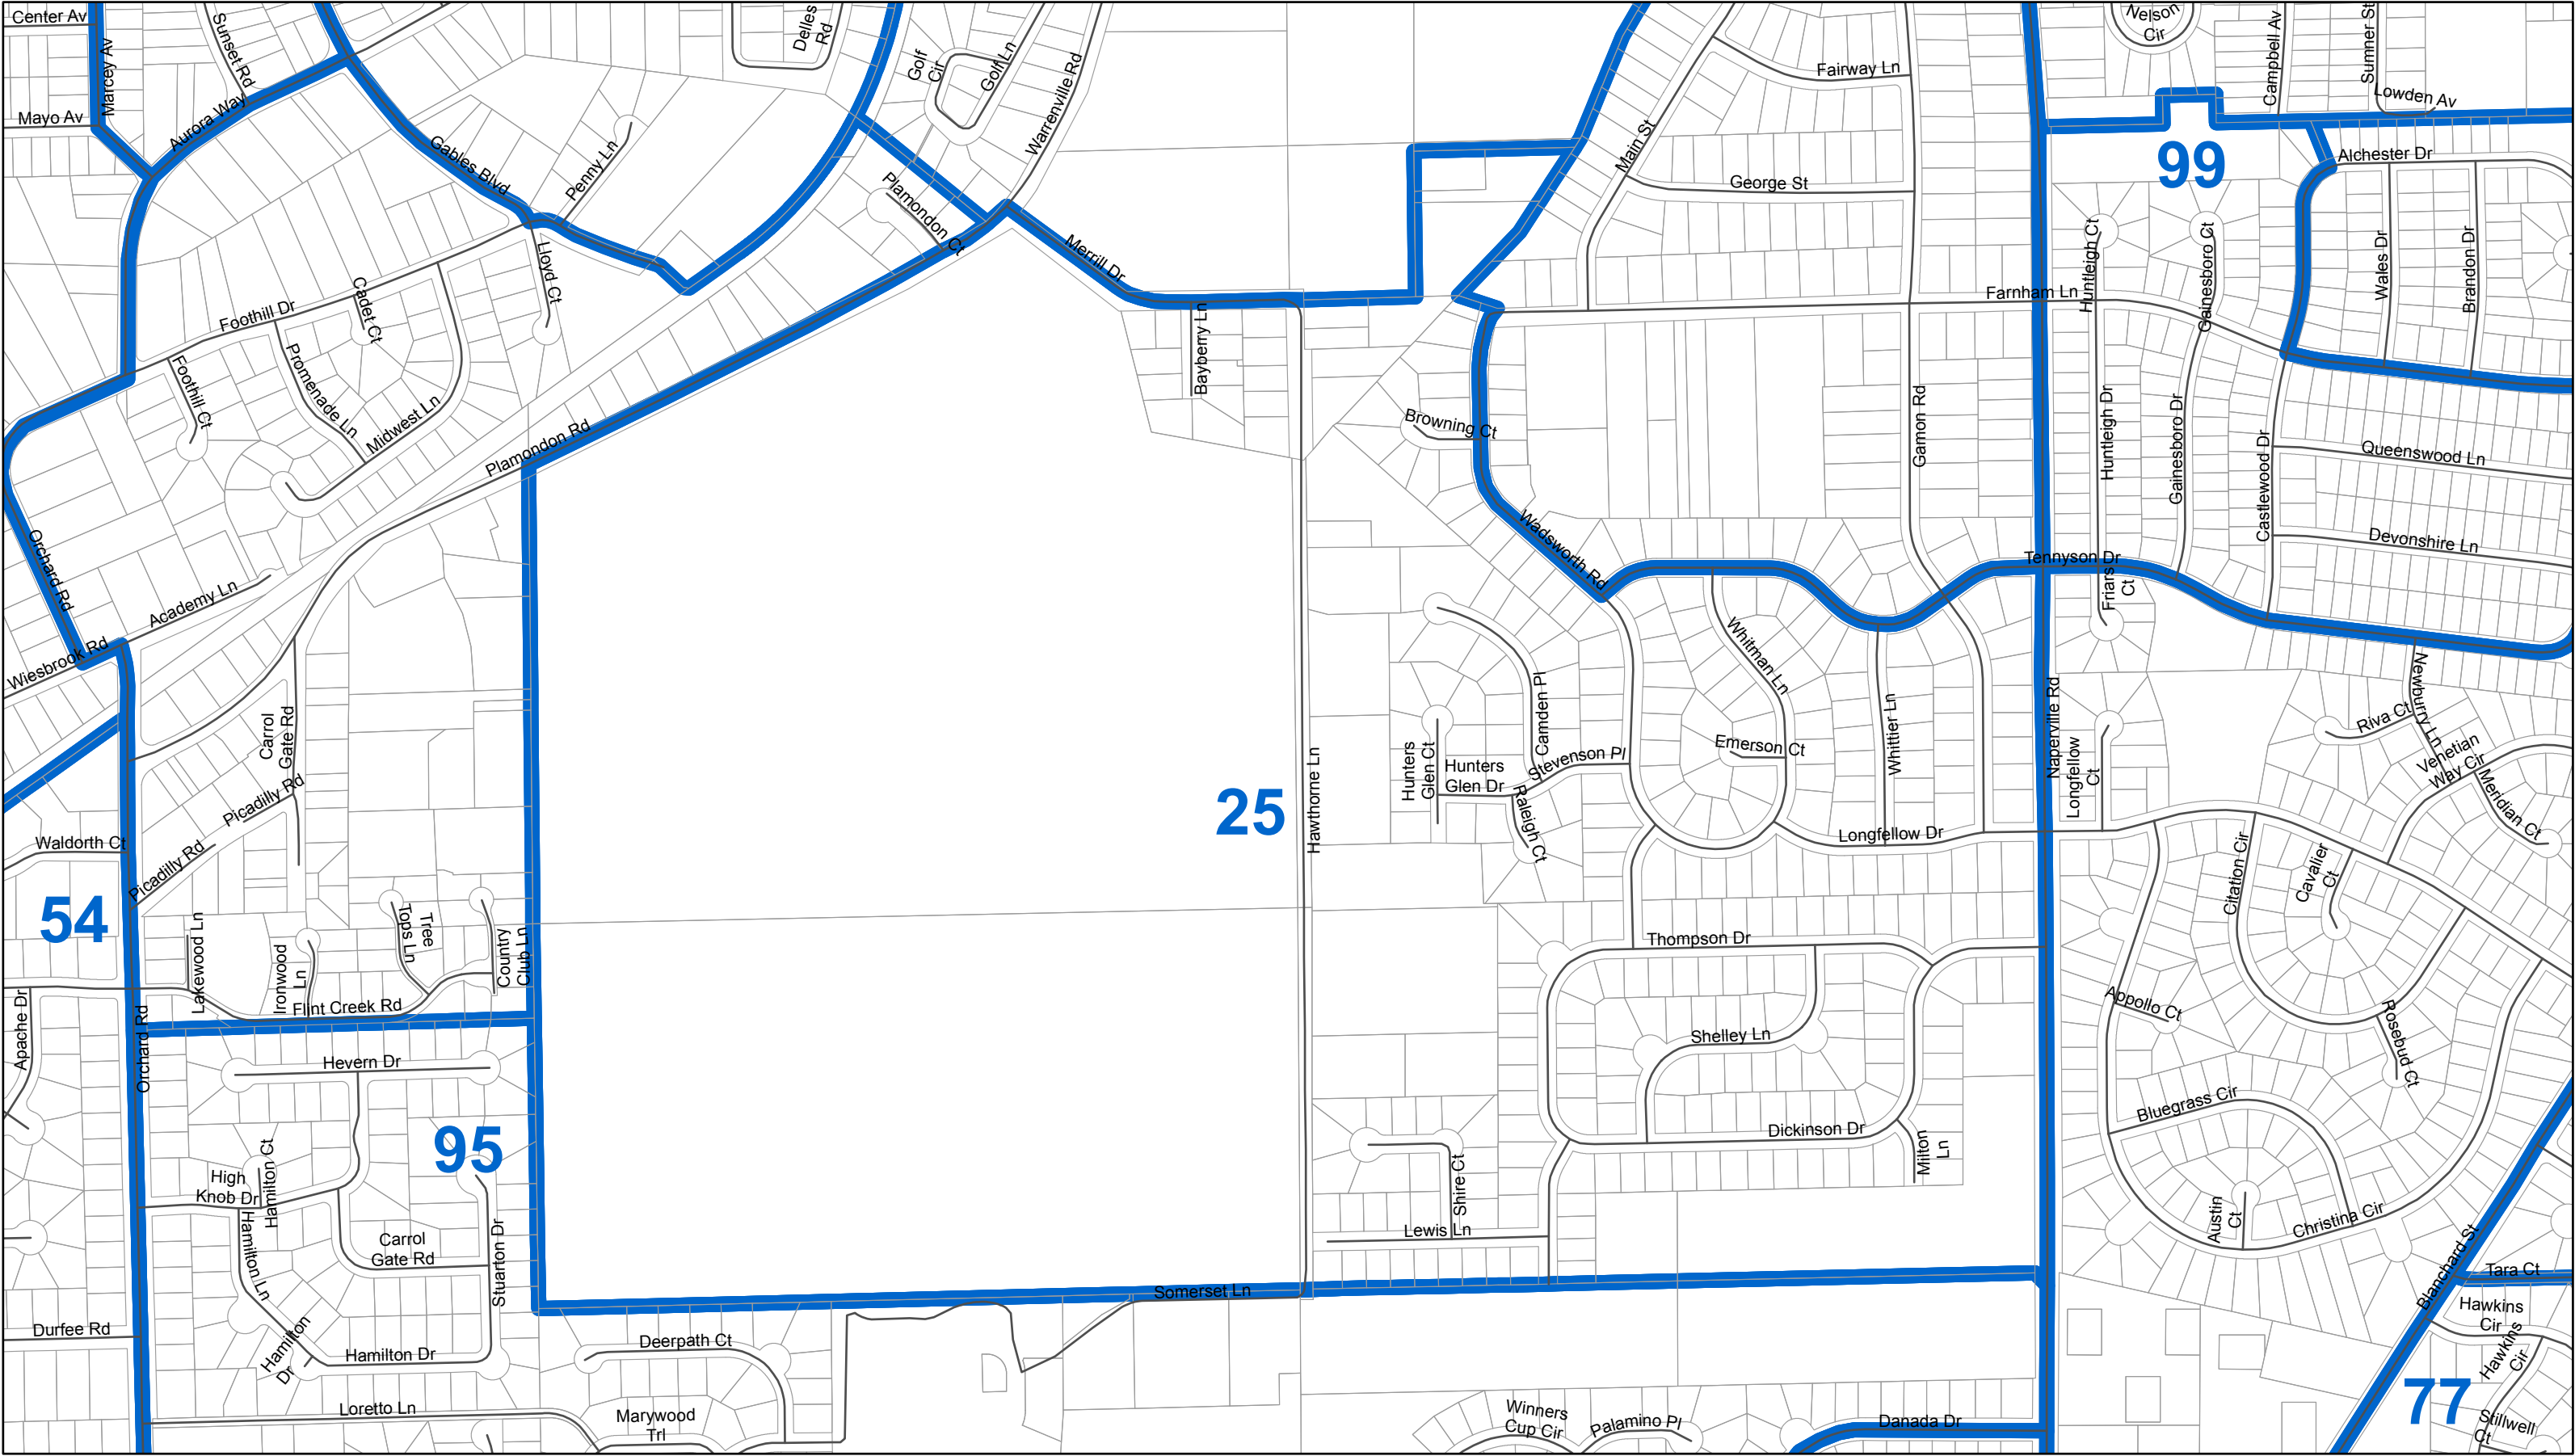 Center Av
Marcey Av
Sunset Rd
Delles
Rd
Golf
Cir
Golf Ln
Warrenville Rd
Nelson
Cir
Campbell Av
Sumner St
Lowden Av
Mayo Av
Aurora Way
Gables Blvd
Penny Ln
Plamondon Ct
Main St
Fairway Ln
George St
99
Alchester Dr
Merrill Dr
Lloyd Ct
Cadet Ct
Foothill Dr
Foothill Ct
Promenade Ln
Midwest Ln
Bayberry Ln
Farnham Ln
Huntleigh Ct
Gainesboro Ct
Wales Dr
Brandon Dr
Plamondon Rd
Browning Ct
Gamon Rd
Huntleigh Dr
Gainesboro Dr
Castlewood Dr
Queenswood Ln
Devonshire Ln
Orchard Rd
Academy Ln
Wiesbrook Rd
Wadsworth Rd
Tennyson Dr
Friars
Ct
Whitman Ln
Whittier Ln
Emerson Ct
Camden Pl
Stevenson Pl
Hunters
Glen Ct
Hunters
Glen Dr
Raleigh Ct
Longfellow Dr
Naperville Rd
Longfellow
Ct
Newburry Ln
Riva Ct
Venetian
Way Cir
Meridian Ct
Carrol
Gate Rd
Picadilly Rd
Picadilly Rd
Waldorth Ct
25
Hawthorne Ln
54
Citation Cir
Cavalier
Ct
Lakewood Ln
Ironwood
Ln
Tree
Tops Ln
Country
Club Ln
Flint Creek Rd
Thompson Dr
Shelley Ln
Appollo Ct
Rosebud Ct
Apache Dr
Orchard Rd
Hevern Dr
95
Dickinson Dr
Milton
Ln
Bluegrass Cir
High
Knob Dr
Hamilton Ct
Hamilton Ln
Carrol
Gate Rd
Stuarton Dr
Shire Ct
Lewis Ln
Austin
Ct
Christina Cir
Blanchard St
Tara Ct
Somerset Ln
Durfee Rd
Hamilton
Dr
Hamilton Dr
Deerpath Ct
Hawkins
Cir
Hawkins
Cir
77
Loretto Ln
Marywood
Trl
Winners
Cup Cir
Palamino Pl
Danada Dr
Stillwell
Ct